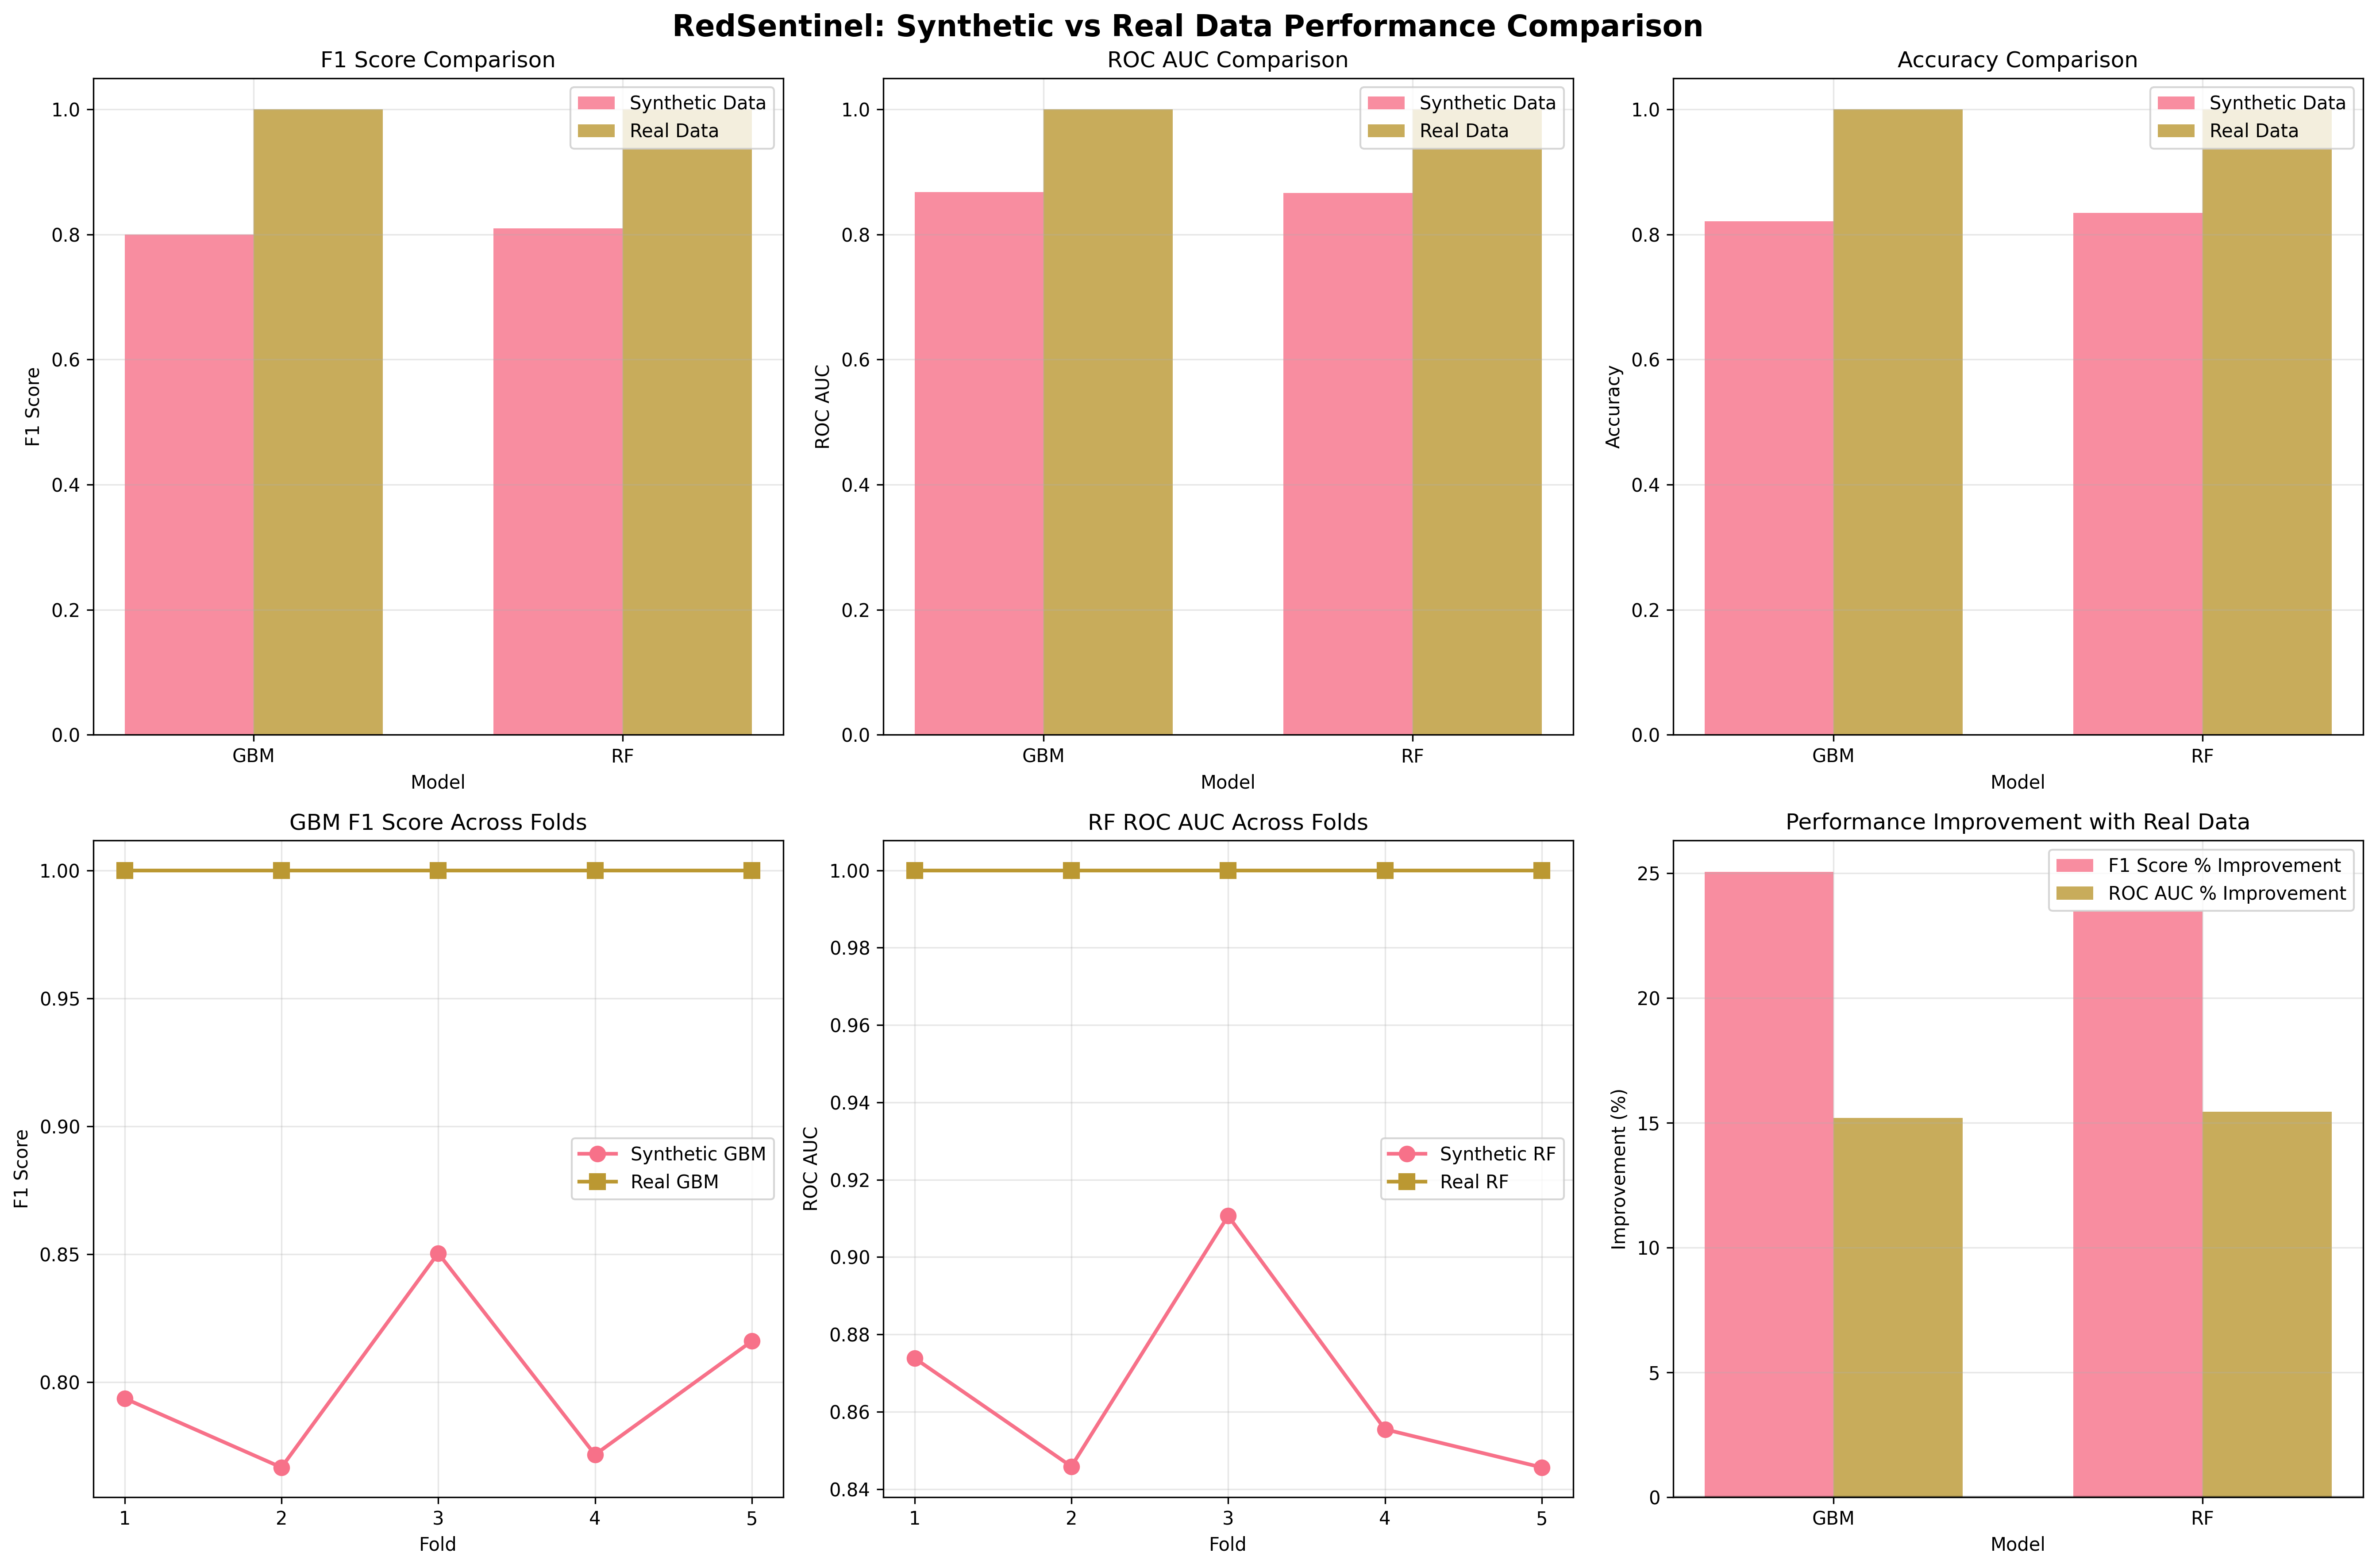 RedSentinel: Synthetic vs Real Data Performance Comparison
F1 Score Comparison
1.0
0.8
0.6
0.4
0.2
0.0
F1 Score
Synthetic Data
Real Data
GBM
RF
Model
ROC AUC Comparison
1.0
0.8
0.6
0.4
0.2
0.0
ROC AUC
Synthetic Data
Real Data
GBM
RF
Model
Accuracy Comparison
1.0
0.8
0.6
0.4
0.2
0.0
Accuracy
Synthetic Data
Real Data
GBM
RF
Model
GBM F1 Score Across Folds
1.00
0.95
0.90
0.85
0.80
F1 Score
Synthetic GBM
Real GBM
1
2
3
4
5
Fold
RF ROC AUC Across Folds
1.00
0.98
0.96
0.94
0.92
0.90
0.88
0.86
0.84
ROC AUC
Synthetic RF
Real RF
1
2
3
4
5
Fold
Performance Improvement with Real Data
25
20
15
10
5
0
Improvement (%)
F1 Score % Improvement
ROC AUC % Improvement
GBM
RF
Model